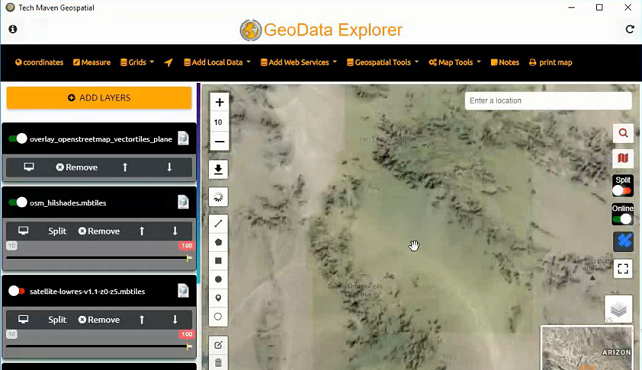 Tech Maven Geospatial
GeoData Explorer
coordinates Measure Grids Add Local Data Add Web Services Geospatial Tools Map Tools Notes print map
ADD LAYERS
Enter a location
overlay_openstreetmap_vectortiles_plane
Remove
10
osm_hilshades.mbtiles
Split Remove
10 100
satellite-lowres-v1.1-z0-z5.mbtiles
Split Remove
10 100
Split
Online
ARIZON